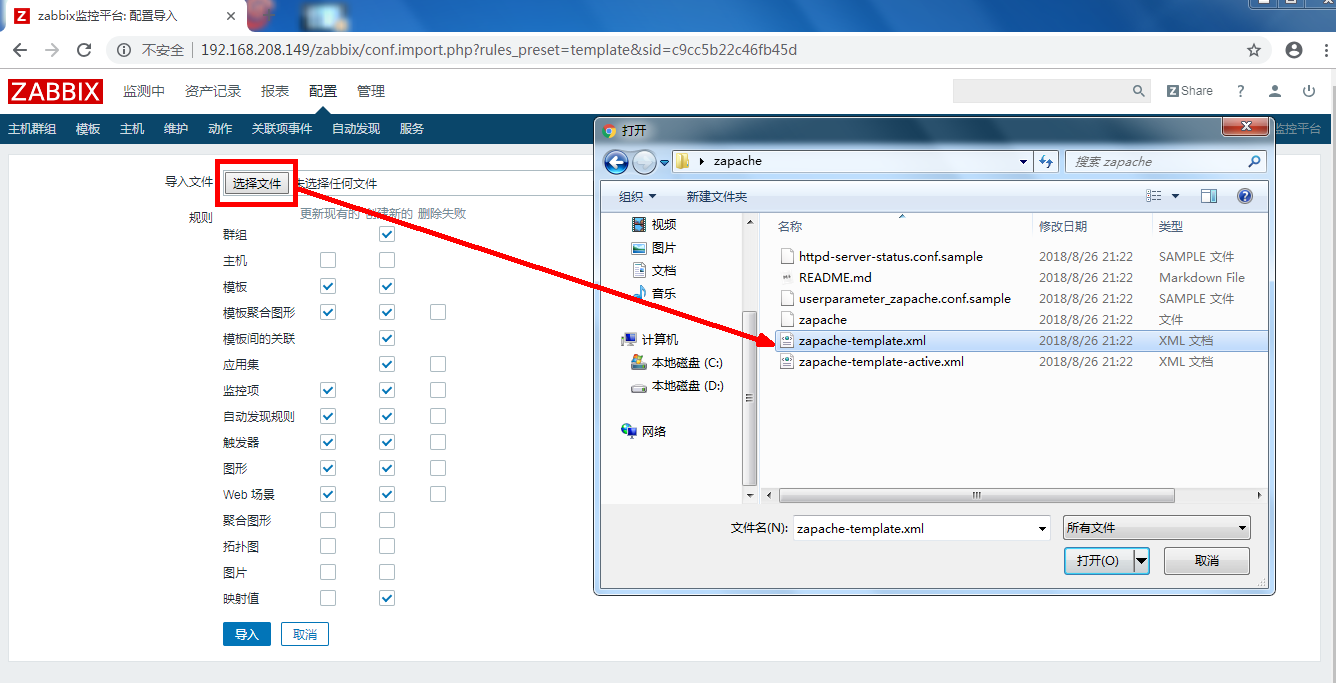 zabbix监控平台: 配置导入
不安全 192.168.208.149/zabbix/conf.import.php?rules_preset=template&sid=c9cc5b22c46fb45d
ZABBIX 监测中 资产记录 报表 配置 管理 Z Share ?
主机群组 模板 主机 维护 动作 关联项事件 自动发现 服务 监控平台
导入文件 选择文件 未选择任何文件
规则 更新现有的 创建新的 删除失败
群组
主机
模板
模板聚合图形
模板间的关联
应用集
监控项
自动发现规则
触发器
图形
Web 场景
聚合图形
拓扑图
图片
映射值
导入 取消
打开
zapache 搜索 zapache
组织 新建文件夹
视频
图片
文档
音乐
计算机
本地磁盘 (C:)
本地磁盘 (D:)
网络
名称 修改日期 类型
httpd-server-status.conf.sample 2018/8/26 21:22 SAMPLE 文件
README.md 2018/8/26 21:22 Markdown File
userparameter_zapache.conf.sample 2018/8/26 21:22 SAMPLE 文件
zapache 2018/8/26 21:22 文件
zapache-template.xml 2018/8/26 21:22 XML 文档
zapache-template-active.xml 2018/8/26 21:22 XML 文档
文件名(N): zapache-template.xml 所有文件
打开(O) 取消